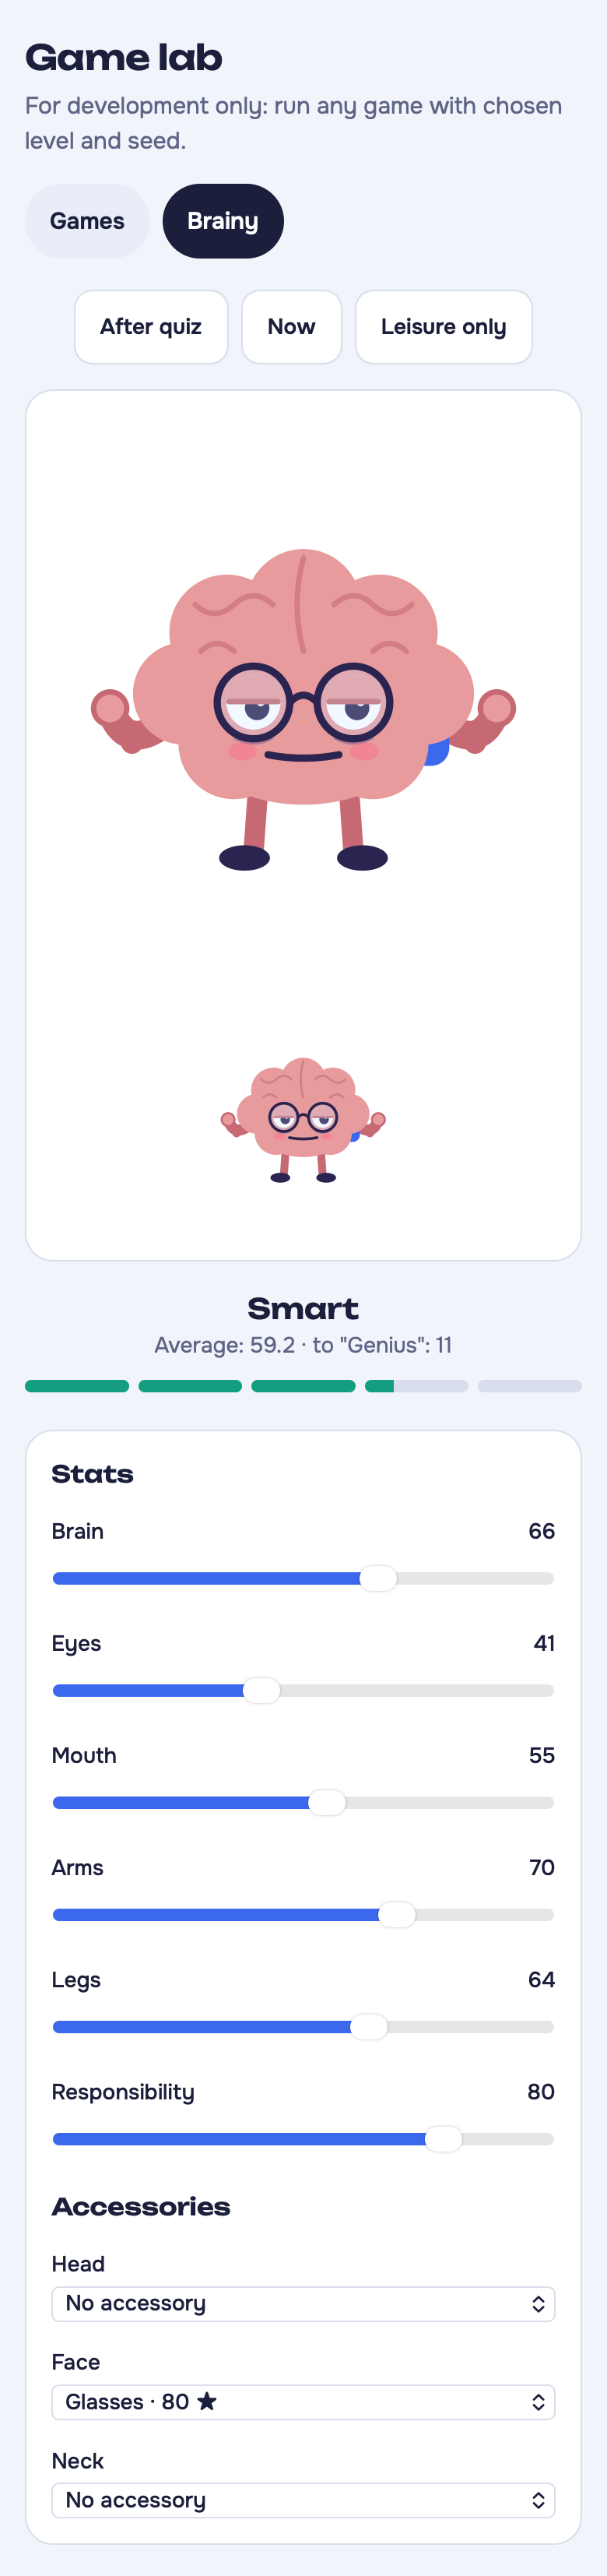 Game lab
For development only: run any game with chosen
level and seed.
Games
Brainy
After quiz
Now
Leisure only
Smart
Average: 59.2 · to "Genius": 11
Stats
Brain 66
Eyes 41
Mouth 55
Arms 70
Legs 64
Responsibility 80
Accessories
Head
No accessory
Face
Glasses · 80 ★
Neck
No accessory